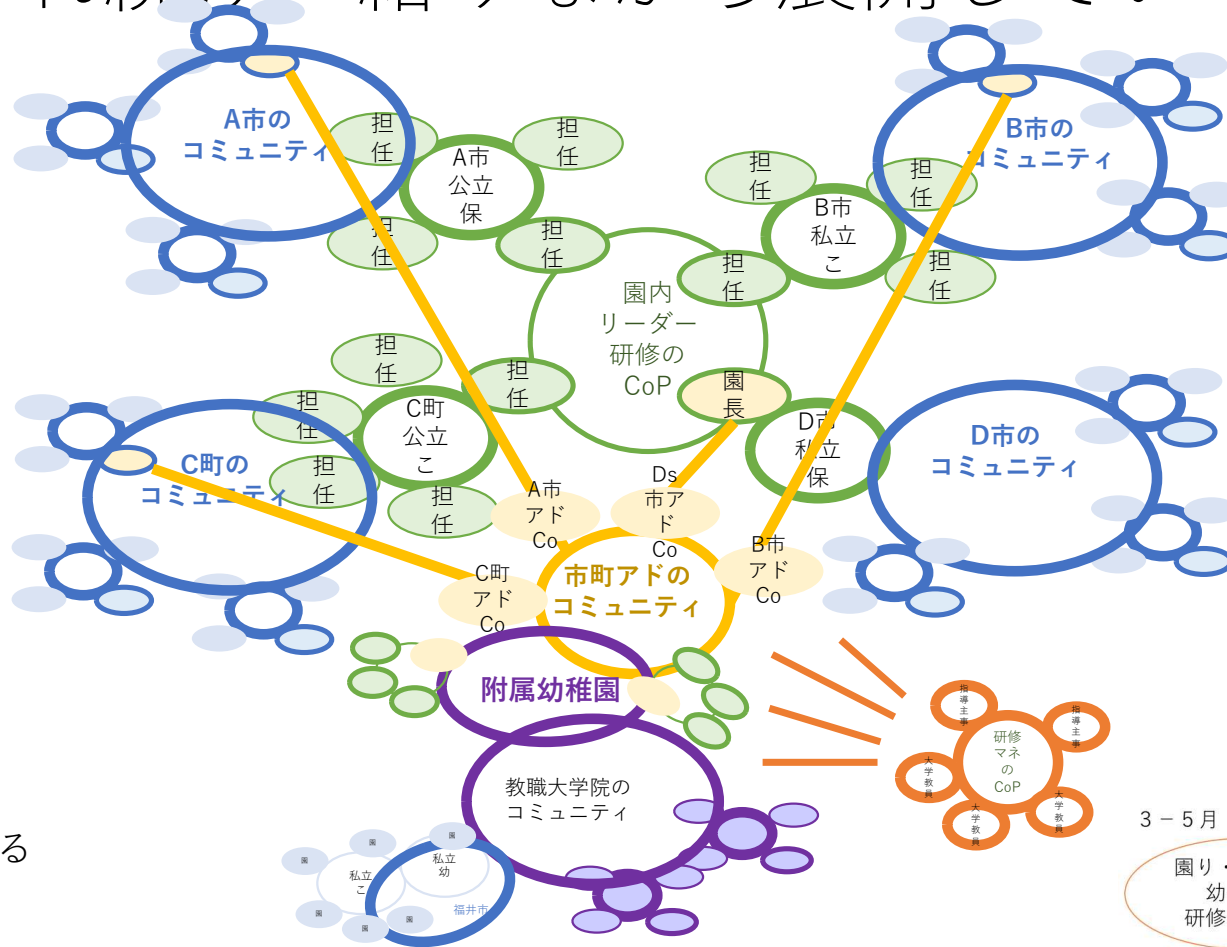 A市の
コミュニティ
担
任
担
任
A市
公立
保
担
任
担
任
B市の
コミュニティ
担
任
担
任
B市
私立
こ
担
任
担
任
園内
リーダー
研修の
CoP
担
任
担
任
C町
公立
こ
担
任
担
任
担
任
園
長
D市
私立
保
C町の
コミュニティ
D市の
コミュニティ
A市
アド
Co
Ds
市ア
ド
Co
B市
アド
Co
C町
アド
Co
市町アドの
コミュニティ
附属幼稚園
教職大学院の
コミュニティ
指
導
主
事
指
導
主
事
研修
マネ
の
CoP
大
学
教
員
大
学
教
員
大
学
教
員
3－5月
園り・
幼
研修
る
園
園
園
園
園
園
私立
こ
私立
幼
福井市